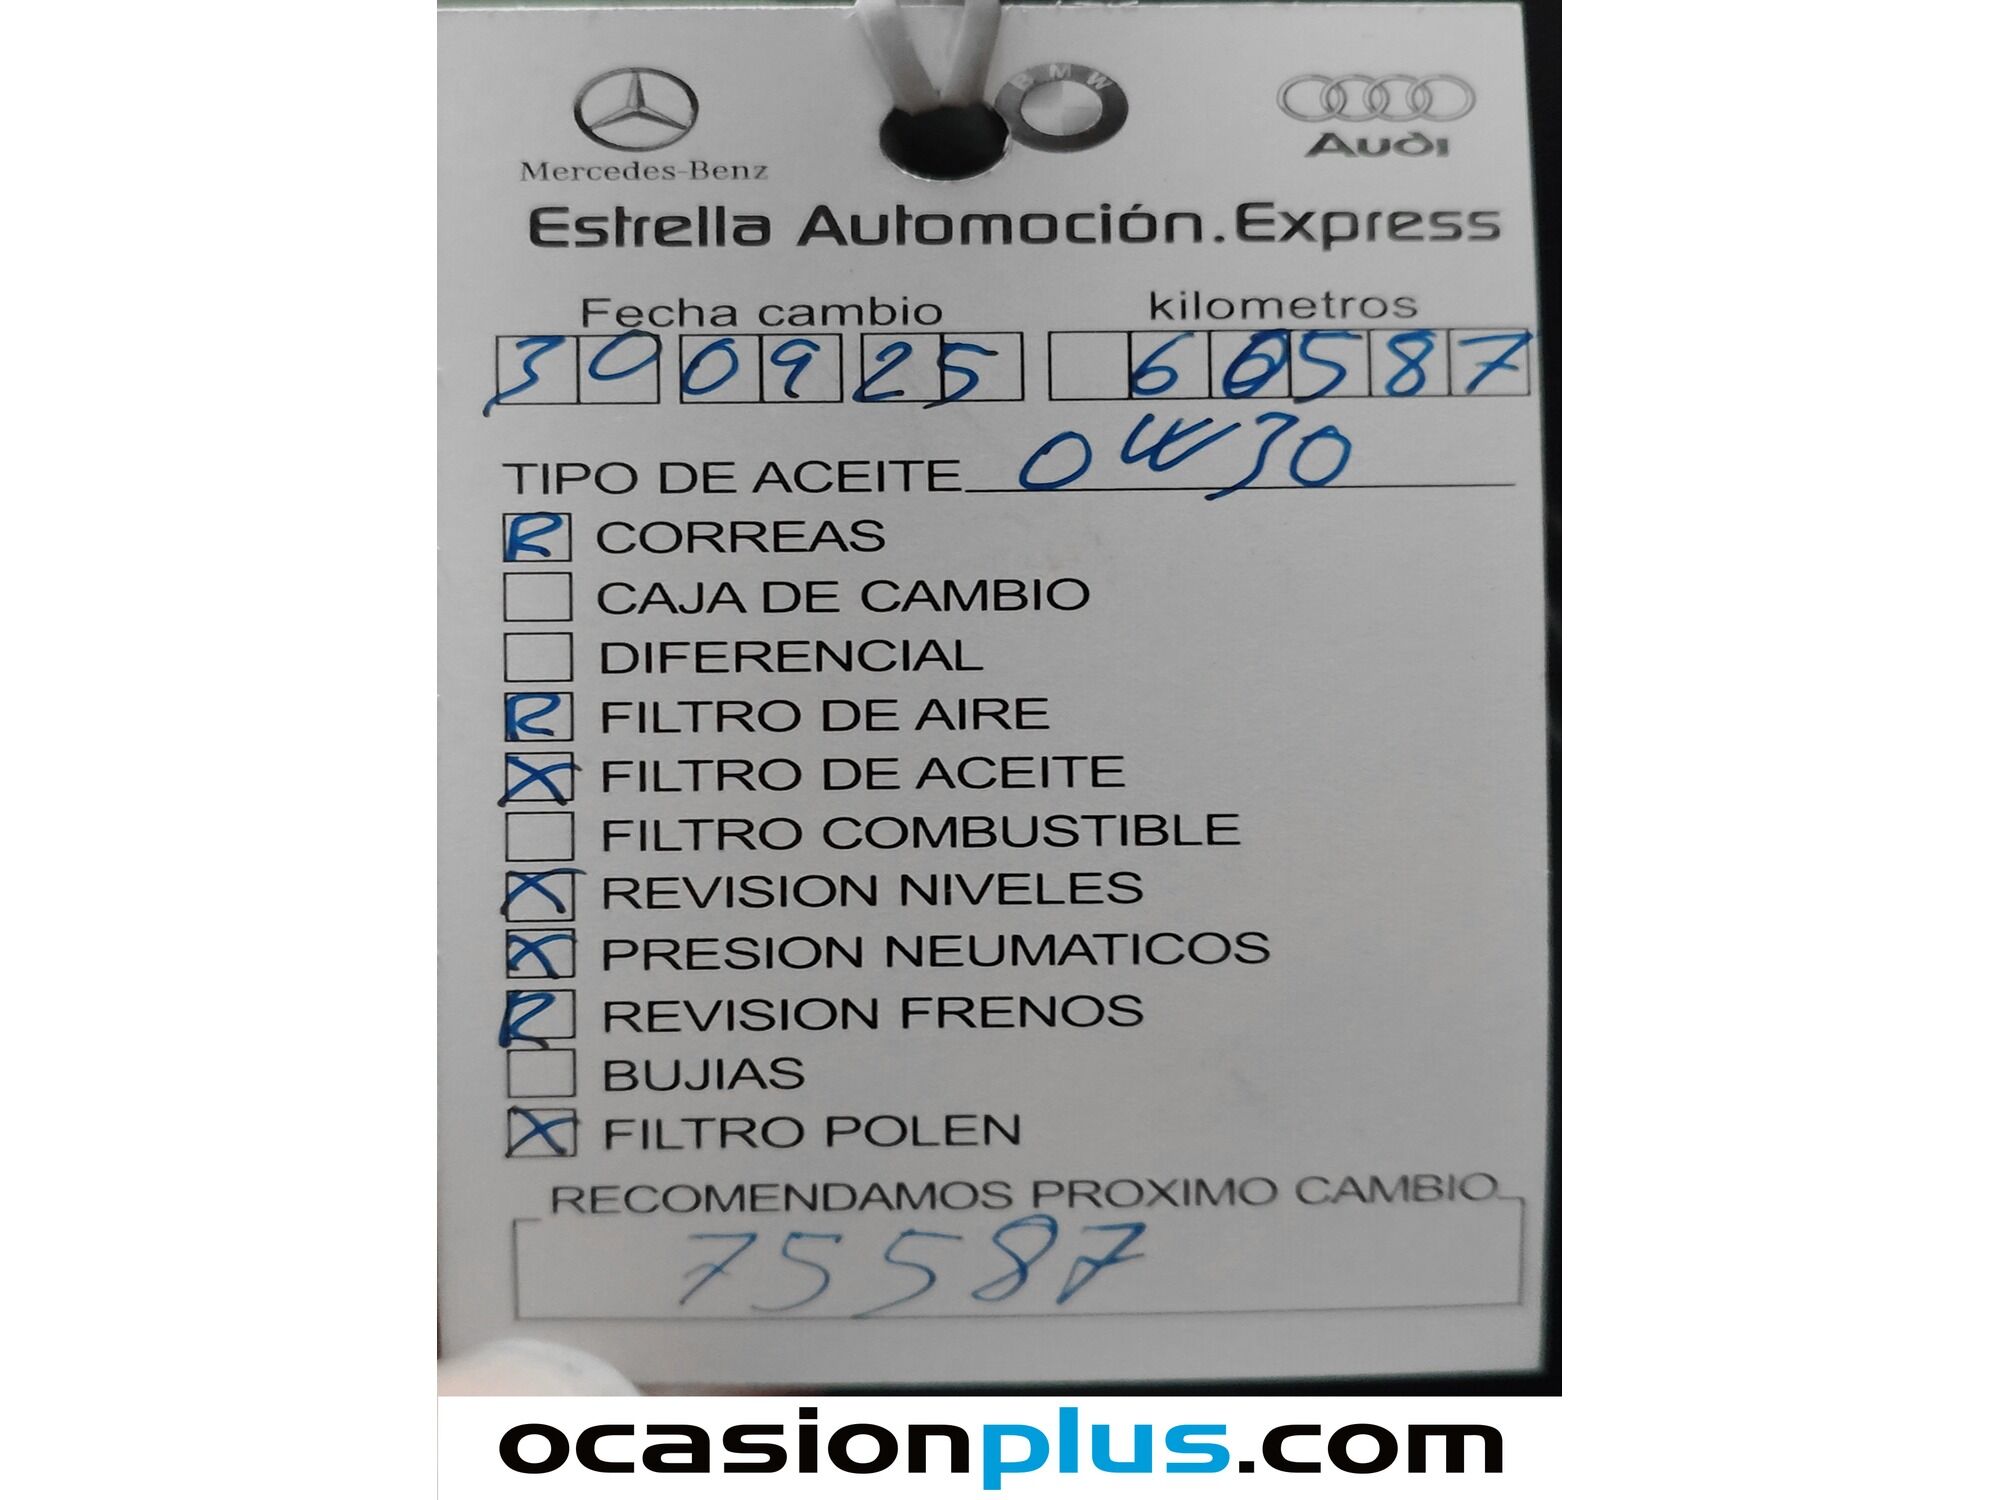 BMW
Mercedes-Benz
Audi
Estrella Automoción.Express
Fecha cambio kilometros
300925 6 587
TIPO DE ACEITE 0W30
R CORREAS
CAJA DE CAMBIO
DIFERENCIAL
R FILTRO DE AIRE
X FILTRO DE ACEITE
FILTRO COMBUSTIBLE
X REVISION NIVELES
X PRESION NEUMATICOS
R REVISION FRENOS
BUJIAS
X FILTRO POLEN
RECOMENDAMOS PROXIMO CAMBIO
75587
ocasionplus.com